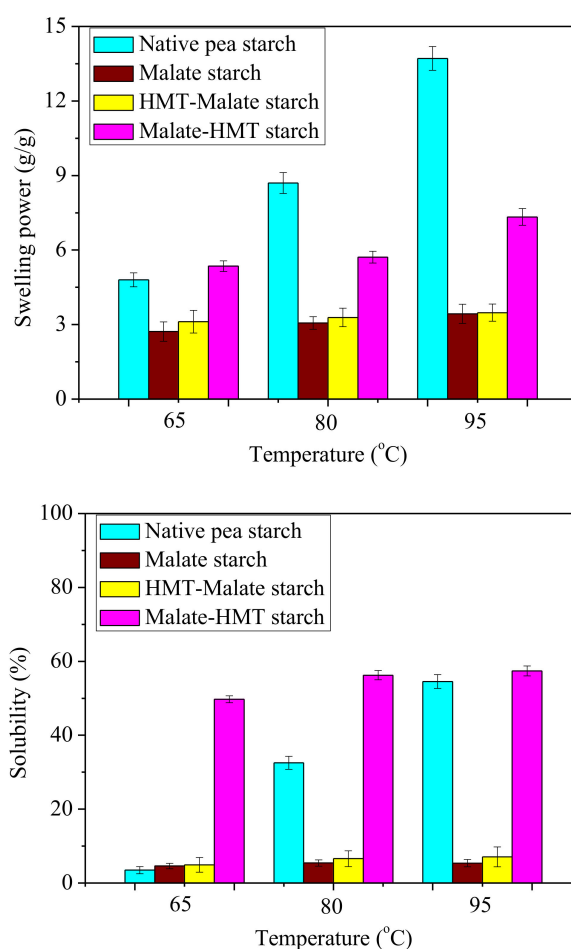 15
12
9
6
3
0
Swelling power (g/g)
Native pea starch
Malate starch
HMT-Malate starch
Malate-HMT starch
65 80 95
Temperature (°C)
100
80
60
40
20
0
Solubility (%)
Native pea starch
Malate starch
HMT-Malate starch
Malate-HMT starch
65 80 95
Temperature (°C)